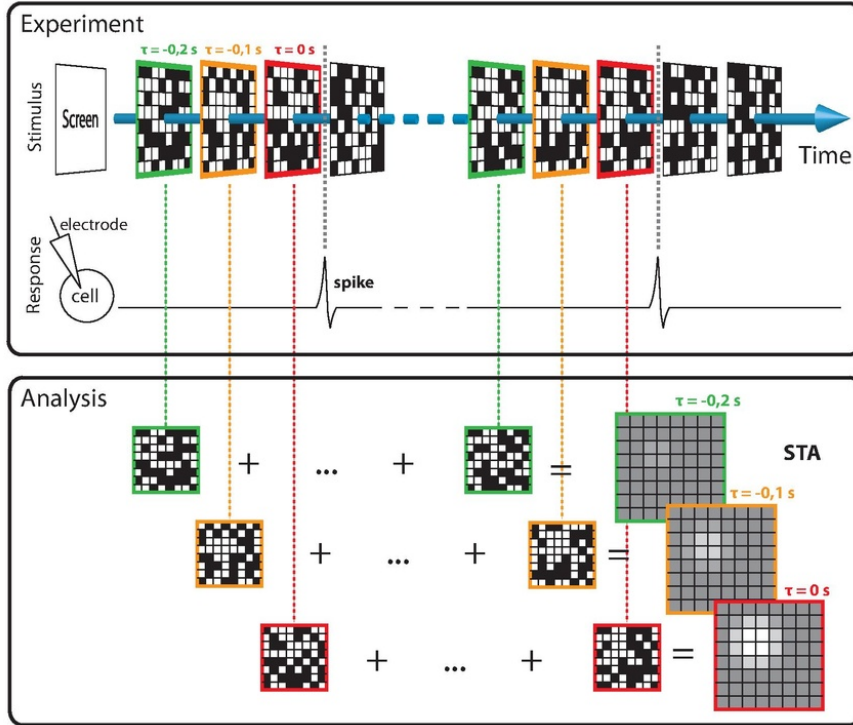 Experiment
τ = -0,2 s τ = -0,1 s τ = 0 s
Stimulus
Screen
Time
Response
electrode
cell
spike
Analysis
+ ... + =
τ = -0,2 s
STA
+ ... + =
τ = -0,1 s
+ ... + =
τ = 0 s